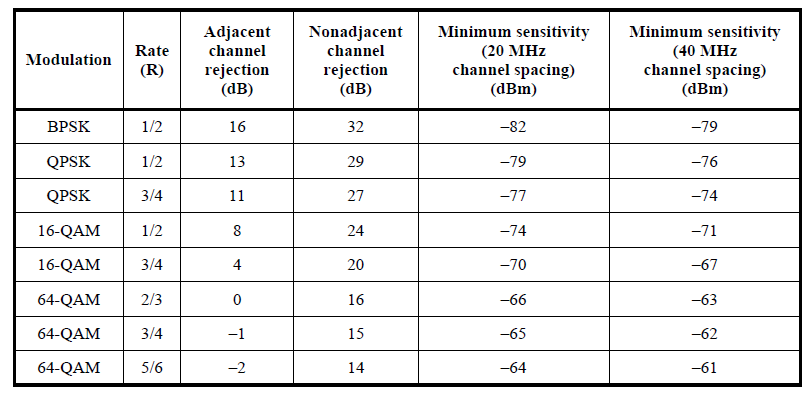 Modulation Rate (R) Adjacent channel rejection (dB) Nonadjacent channel rejection (dB) Minimum sensitivity (20 MHz channel spacing) (dBm) Minimum sensitivity (40 MHz channel spacing) (dBm)
BPSK 1/2 16 32 –82 –79
QPSK 1/2 13 29 –79 –76
QPSK 3/4 11 27 –77 –74
16-QAM 1/2 8 24 –74 –71
16-QAM 3/4 4 20 –70 –67
64-QAM 2/3 0 16 –66 –63
64-QAM 3/4 –1 15 –65 –62
64-QAM 5/6 –2 14 –64 –61